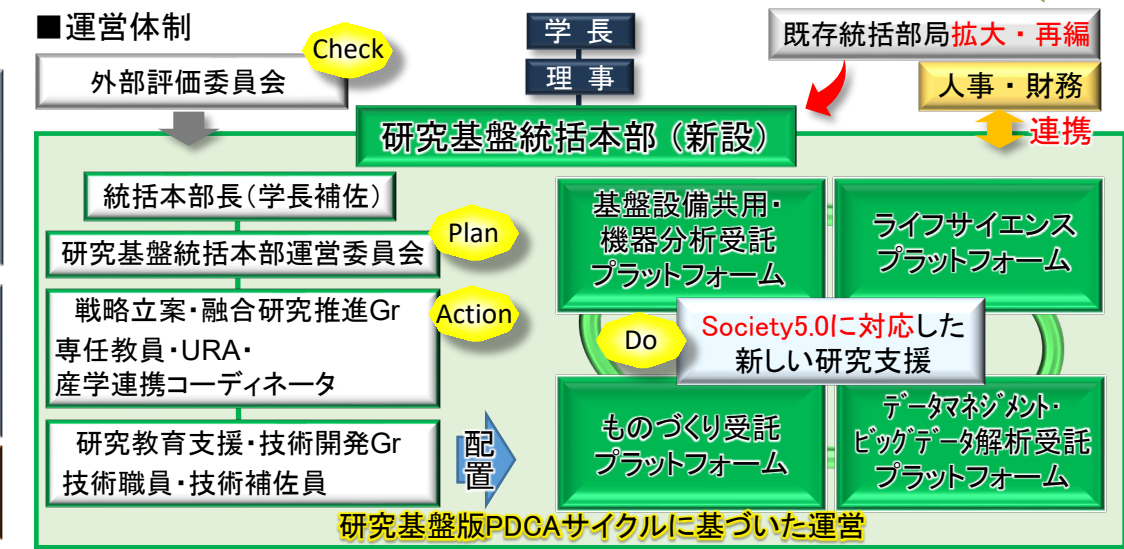 ■運営体制
外部評価委員会
Check
学 長
理 事
既存統括部局拡大・再編
人事・財務
連携
研究基盤統括本部（新設）
統括本部長（学長補佐）
研究基盤統括本部運営委員会
Plan
戦略立案・融合研究推進Gr
専任教員・URA・
産学連携コーディネータ
Action
研究教育支援・技術開発Gr
技術職員・技術補佐員
配
置
基盤設備共用・
機器分析受託
プラットフォーム
ライフサイエンス
プラットフォーム
Do
Society5.0に対応した
新しい研究支援
ものづくり受託
プラットフォーム
ﾃﾞｰﾀﾏﾈｼﾞﾒﾝﾄ・
ﾋﾞｯｸﾞﾃﾞｰﾀ解析受託
プラットフォーム
研究基盤版PDCAサイクルに基づいた運営